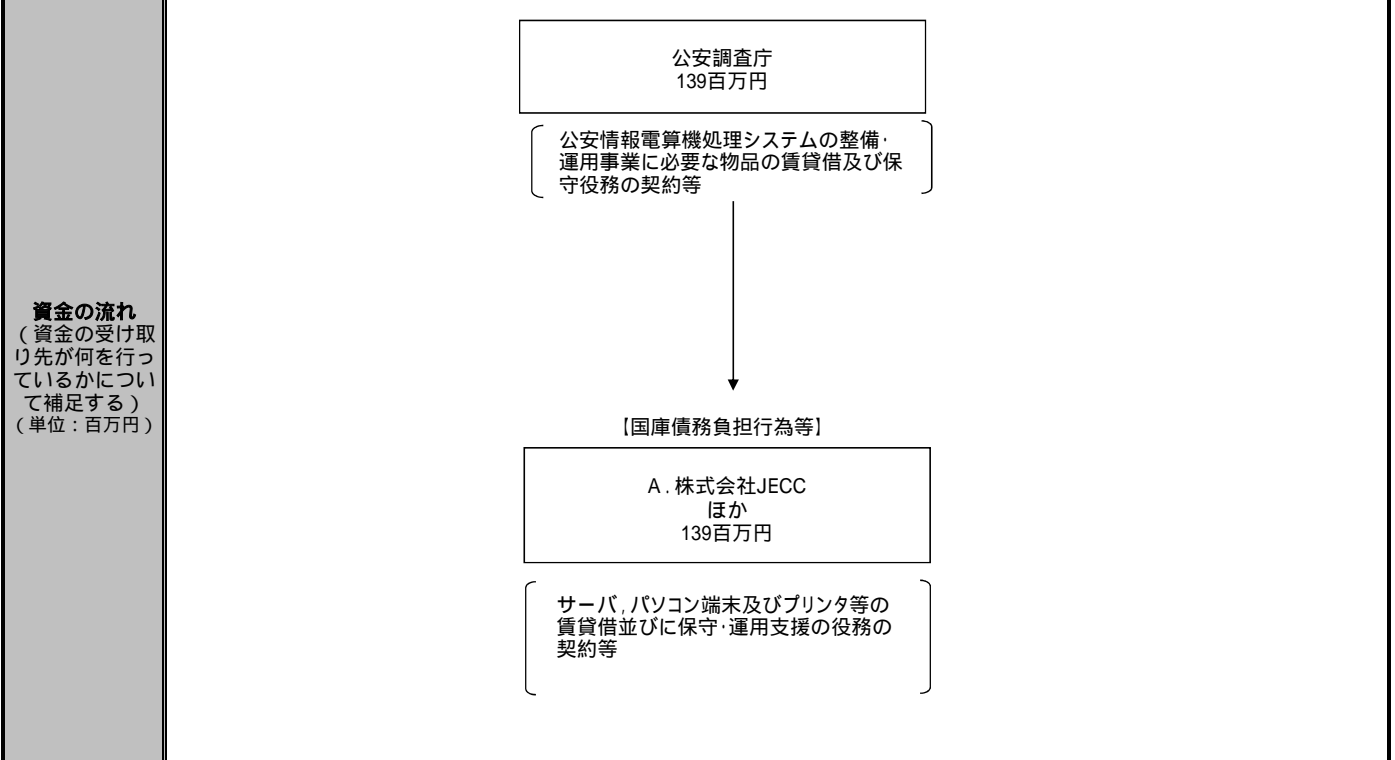 資金の流れ
(資金の受け取
り先が何を行っ
ているかについ
て補足する)
(単位:百万円)
公安調査庁
139百万円
公安情報電算機処理システムの整備・
運用事業に必要な物品の賃貸借及び保
守役務の契約等
【国庫債務負担行為等】
A.株式会社JECC
ほか
139百万円
サーバ,パソコン端末及びプリンタ等の
賃貸借並びに保守・運用支援の役務の
契約等